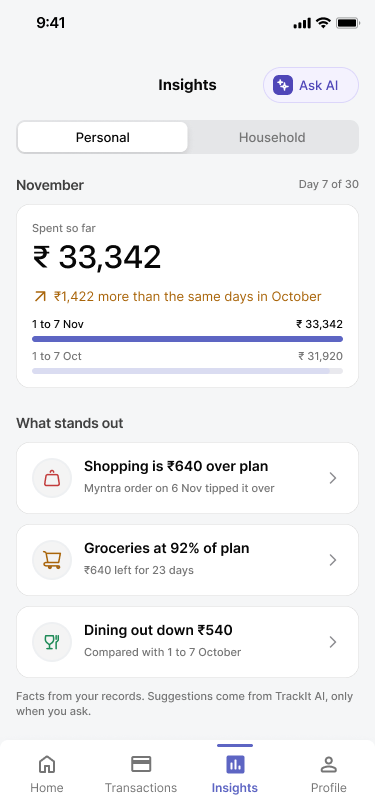 9:41
Insights
Ask AI
Personal
Household
November
Day 7 of 30
Spent so far
₹ 33,342
₹1,422 more than the same days in October
1 to 7 Nov
₹ 33,342
1 to 7 Oct
₹ 31,920
What stands out
Shopping is ₹640 over plan
Myntra order on 6 Nov tipped it over
Groceries at 92% of plan
₹640 left for 23 days
Dining out down ₹540
Compared with 1 to 7 October
Facts from your records. Suggestions come from TrackIt AI, only
when you ask.
Home
Transactions
Insights
Profile